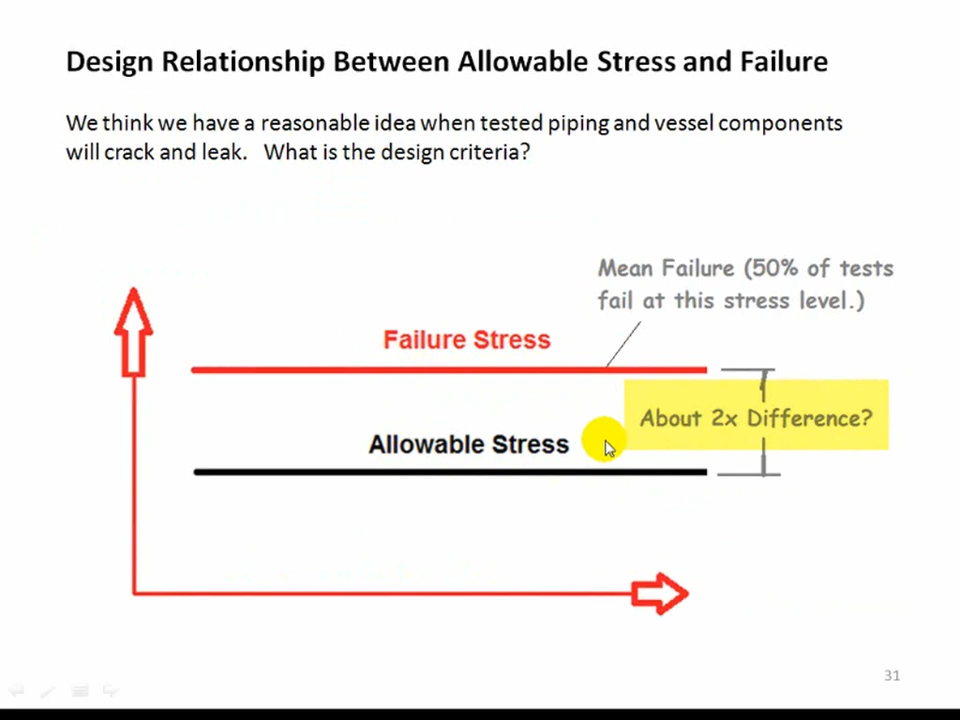 Design Relationship Between Allowable Stress and Failure
We think we have a reasonable idea when tested piping and vessel components
will crack and leak. What is the design criteria?
Mean Failure (50% of tests
fail at this stress level.)
Failure Stress
About 2x Difference?
Allowable Stress
31